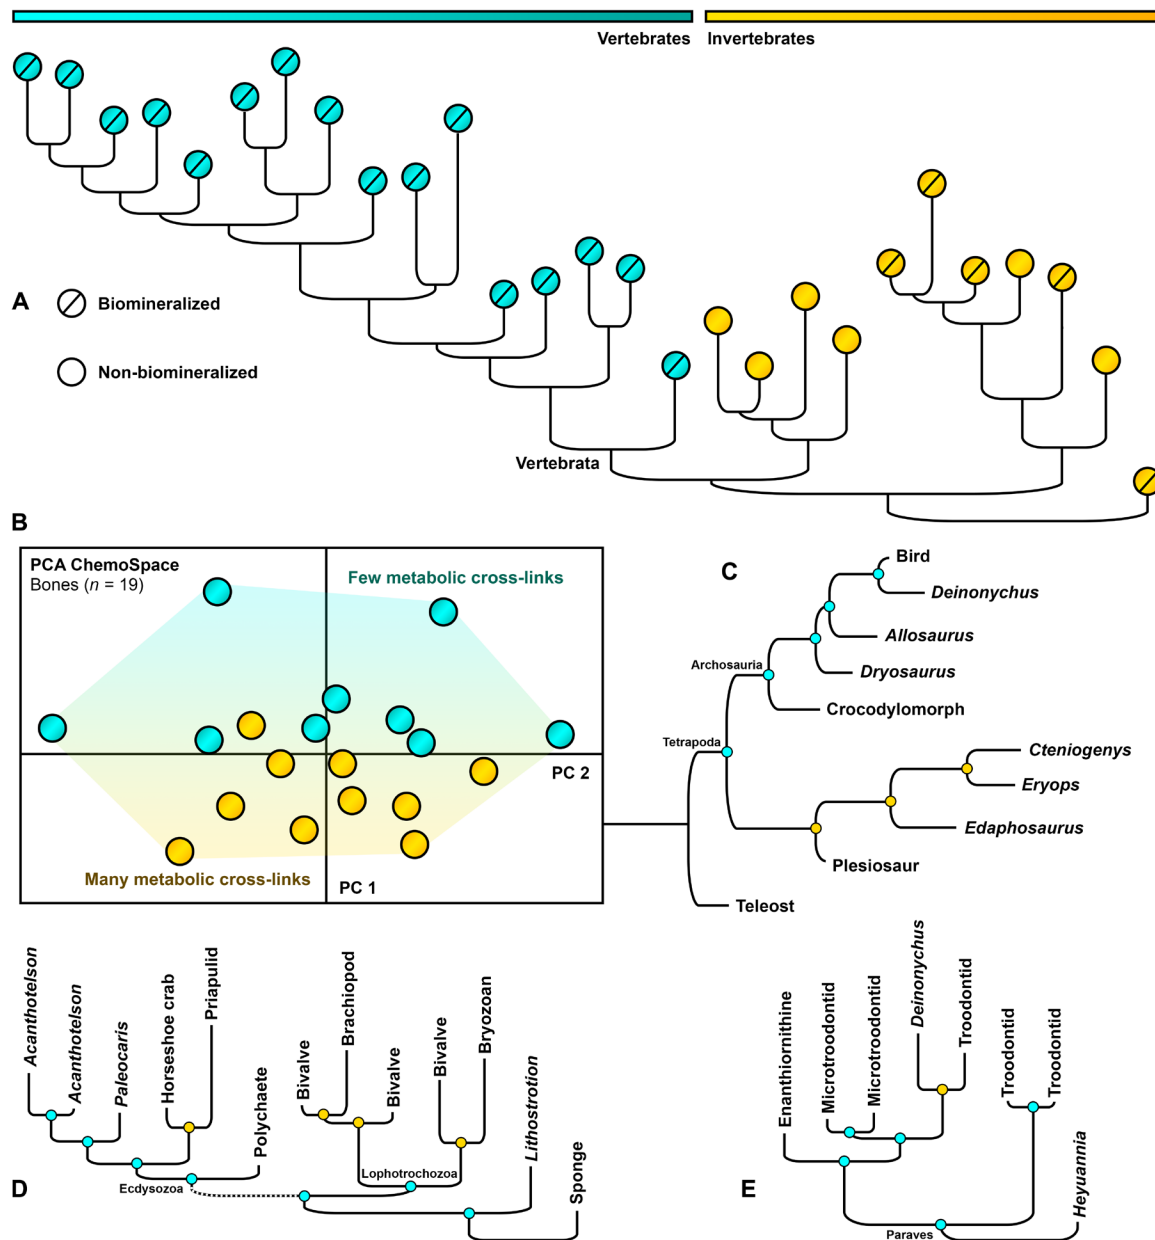 Vertebrates
Invertebrates
A
Biomineralized
Non-biomineralized
Vertebrata
B
PCA ChemoSpace
Bones (n = 19)
Few metabolic cross-links
PC 2
Many metabolic cross-links
PC 1
C
Bird
Deinonychus
Allosaurus
Archosauria
Dryosaurus
Crocodylomorph
Tetrapoda
Cteniogenys
Eryops
Edaphosaurus
Plesiosaur
Teleost
D
Acanthotelson
Acanthotelson
Paleocaris
Horseshoe crab
Priapulid
Polychaete
Bivalve
Brachiopod
Bivalve
Bivalve
Bryozoan
Lithostrotion
Sponge
Ecdysozoa
Lophotrochozoa
E
Enanthiornithine
Microtroodontid
Microtroodontid
Deinonychus
Troodontid
Troodontid
Troodontid
Heyuannia
Paraves